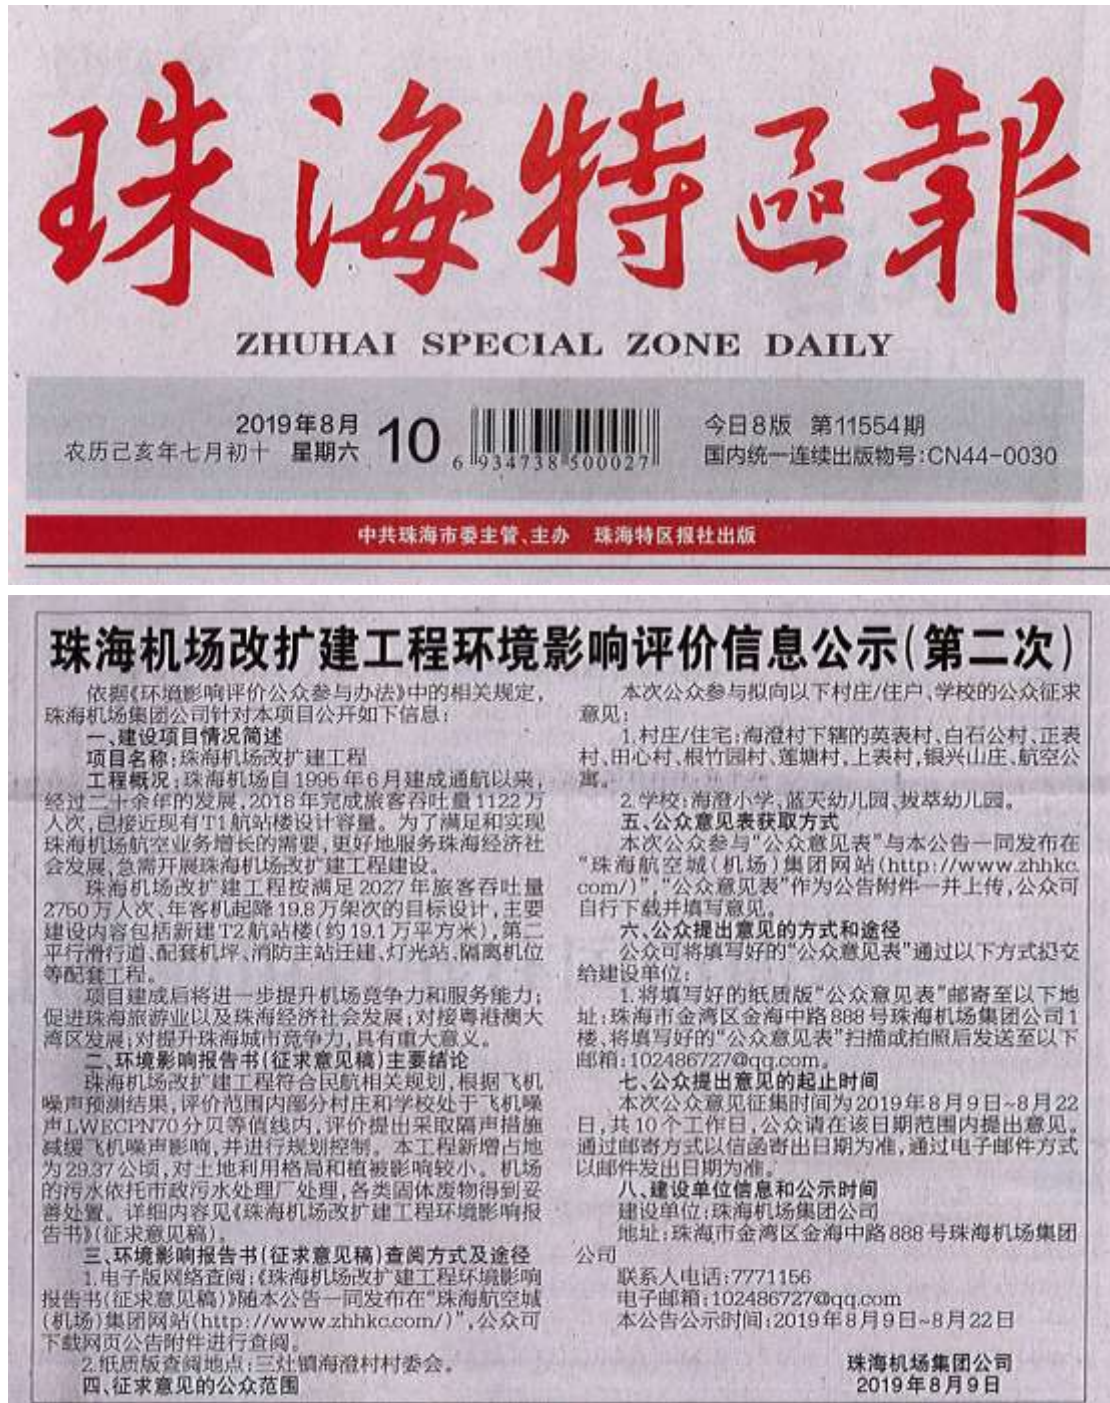 珠海特区報
ZHUHAI SPECIAL ZONE DAILY
2019年8月
农历己亥年七月初十 星期六
10
6 934738 500027
今日8版 第11554期
国内统一连续出版物号:CN44-0030
中共珠海市委主管、主办 珠海特区报社出版
珠海机场改扩建工程环境影响评价信息公示(第二次)
依据《环境影响评价公众参与办法》中的相关规定,
珠海机场集团公司针对本项目公开如下信息:
一、建设项目情况简述
项目名称:珠海机场改扩建工程
工程概况:珠海机场自1995年6月建成通航以来,
经过二十余年的发展,2018年完成旅客吞吐量1122万
人次,已接近现有T1航站楼设计容量。为了满足和实现
珠海机场航空业务增长的需要,更好地服务珠海经济社
会发展,急需开展珠海机场改扩建工程建设。
珠海机场改扩建工程按满足2027年旅客吞吐量
2750万人次、年客机起降19.8万架次的目标设计,主要
建设内容包括新建T2航站楼(约19.1万平方米),第二
平行滑行道、配套机坪、消防主站迁建、灯光站、隔离机位
等配套工程。
项目建成后将进一步提升机场竞争力和服务能力;
促进珠海旅游业以及珠海经济社会发展;对接粤港澳大
湾区发展;对提升珠海城市竞争力,具有重大意义。
二、环境影响报告书(征求意见稿)主要结论
珠海机场改扩建工程符合民航相关规划,根据飞机
噪声预测结果,评价范围内部分村庄和学校处于飞机噪
声LWECPN70分贝等值线内,评价提出采取隔声措施
减缓飞机噪声影响,并进行规划控制。本工程新增占地
为29.37公顷,对土地利用格局和植被影响较小。机场
的污水依托市政污水处理厂处理,各类固体废物得到妥
善处置。详细内容见《珠海机场改扩建工程环境影响报
告书》(征求意见稿)。
三、环境影响报告书(征求意见稿)查阅方式及途径
1.电子版网络查阅:《珠海机场改扩建工程环境影响
报告书(征求意见稿)》随本公告一同发布在“珠海航空城
(机场)集团网站(http://www.zhhkc.com/)”,公众可
下载网页公告附件进行查阅。
2.纸质版查阅地点:三灶镇海澄村村委会。
四、征求意见的公众范围
本次公众参与拟向以下村庄/住户、学校的公众征求
意见:
1.村庄/住宅:海澄村下辖的英表村、白石公村、正表
村、田心村、根竹园村、莲塘村,上表村,银兴山庄、航空公
寓。
2.学校:海澄小学、蓝天幼儿园、拔萃幼儿园。
五、公众意见表获取方式
本次公众参与“公众意见表”与本公告一同发布在
“珠海航空城(机场)集团网站(http://www.zhhkc.
com/)”,“公众意见表”作为公告附件一并上传,公众可
自行下载并填写意见。
六、公众提出意见的方式和途径
公众可将填写好的“公众意见表”通过以下方式提交
给建设单位:
1.将填写好的纸质版“公众意见表”邮寄至以下地
址:珠海市金湾区金海中路888号珠海机场集团公司1
楼、将填写好的“公众意见表”扫描或拍照后发送至以下
邮箱:102486727@qq.com。
七、公众提出意见的起止时间
本次公众意见征集时间为2019年8月9日~8月22
日,共10个工作日,公众请在该日期范围内提出意见。
通过邮寄方式以信函寄出日期为准,通过电子邮件方式
以邮件发出日期为准。
八、建设单位信息和公示时间
建设单位:珠海机场集团公司
地址:珠海市金湾区金海中路888号珠海机场集团
公司
联系人电话:7771156
电子邮箱:102486727@qq.com
本公告公示时间:2019年8月9日~8月22日
珠海机场集团公司
2019年8月9日